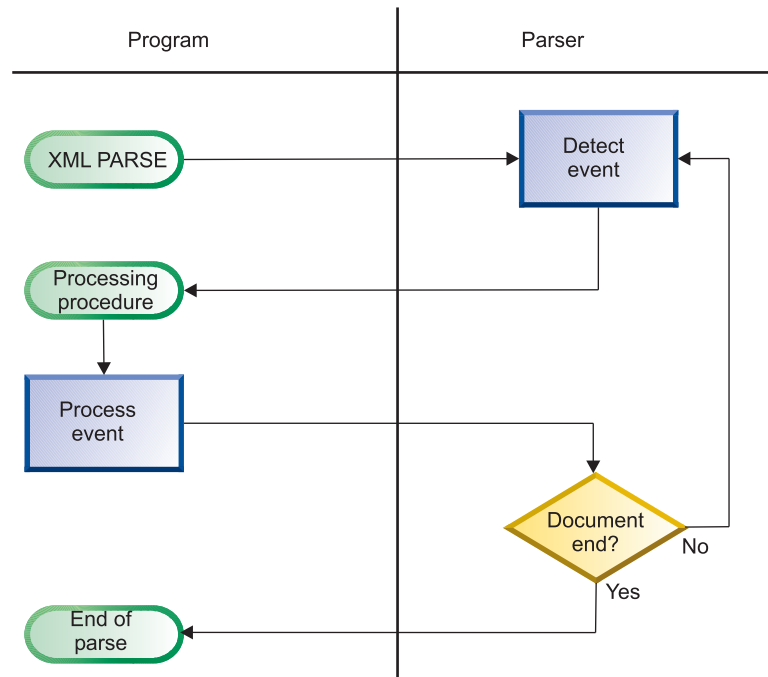 Program
Parser
XML PARSE
Detect
event
Processing
procedure
Process
event
Document
end?
No
Yes
End of
parse